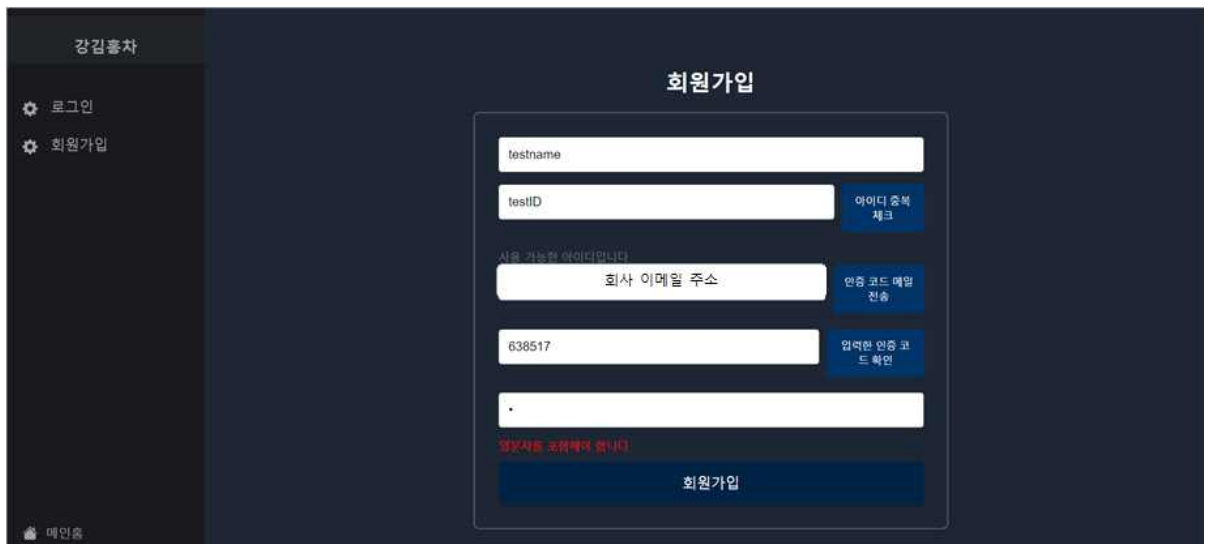 강김홍차
로그인
회원가입
메인홈
회원가입
testname
testID
아이디 중복
체크
사용 가능한 아이디입니다
회사 이메일 주소
인증 코드 메일
전송
638517
입력한 인증 코
드 확인
•
영문자를 포함해야 합니다
회원가입